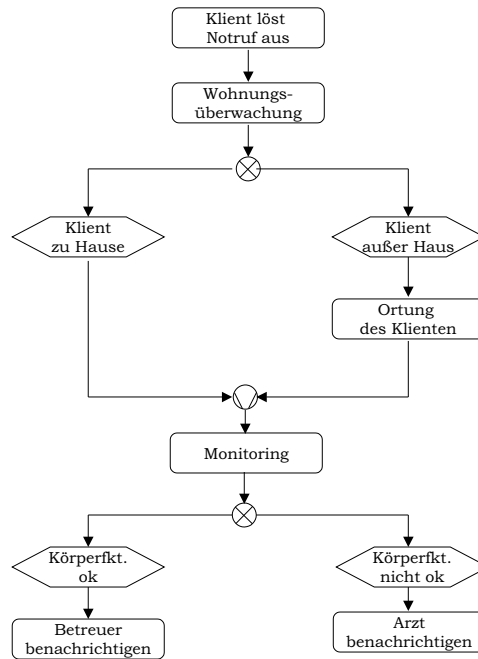 Klient löst
Notruf aus
Wohnungs-
überwachung
Klient
zu Hause
Klient
außer Haus
Ortung
des Klienten
Monitoring
Körperfkt.
ok
Körperfkt.
nicht ok
Betreuer
benachrichtigen
Arzt
benachrichtigen